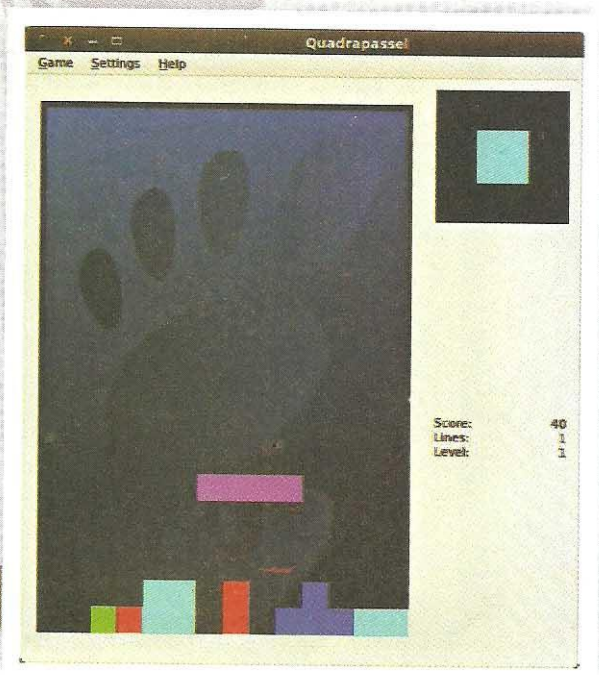 Quadrapassel
Game Settings Help
Score: 40
Lines: 1
Level: 1